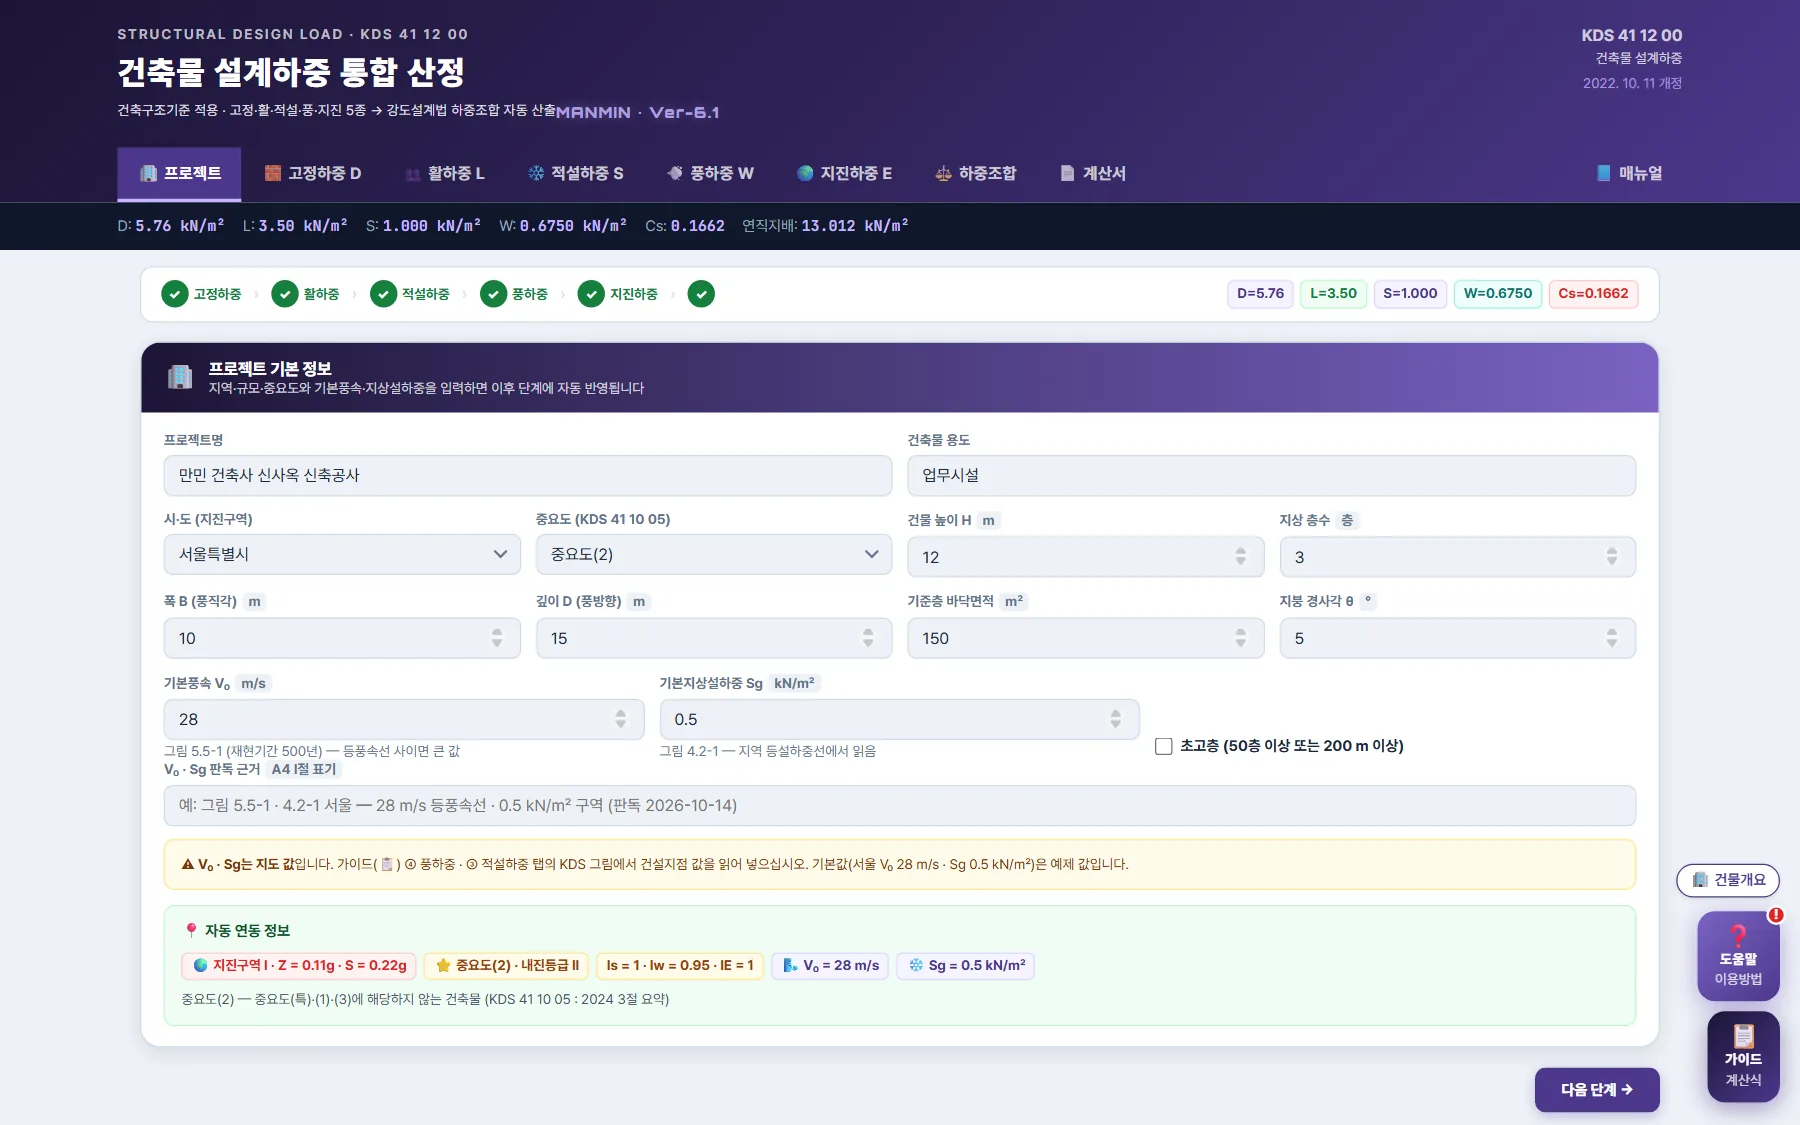 STRUCTURAL DESIGN LOAD · KDS 41 12 00
건축물 설계하중 통합 산정
건축구조기준 적용 · 고정·활·적설·풍·지진 5종 → 강도설계법 하중조합 자동 산출MANMIN · Ver-6.1
KDS 41 12 00
건축물 설계하중
2022. 10. 11 개정
프로젝트 고정하중 D 활하중 L 적설하중 S 풍하중 W 지진하중 E 하중조합 계산서 매뉴얼
D: 5.76 kN/m² L: 3.50 kN/m² S: 1.000 kN/m² W: 0.6750 kN/m² Cs: 0.1662 연직지배: 13.012 kN/m²
고정하중 › 활하중 › 적설하중 › 풍하중 › 지진하중 ›
D=5.76 L=3.50 S=1.000 W=0.6750 Cs=0.1662
프로젝트 기본 정보
지역·규모·중요도와 기본풍속·지상설하중을 입력하면 이후 단계에 자동 반영됩니다
프로젝트명 건축물 용도
만민 건축사 신사옥 신축공사 업무시설
시·도 (지진구역) 중요도 (KDS 41 10 05) 건물 높이 H m 지상 층수 층
서울특별시 중요도(2) 12 3
폭 B (풍직각) m 깊이 D (풍방향) m 기준층 바닥면적 m² 지붕 경사각 θ °
10 15 150 5
기본풍속 V₀ m/s 기본지상설하중 Sg kN/m²
28 0.5
그림 5.5-1 (재현기간 500년) — 등풍속선 사이면 큰 값 그림 4.2-1 — 지역 등설하중선에서 읽음
초고층 (50층 이상 또는 200 m 이상)
V₀ · Sg 판독 근거 A4 I절 표기
예: 그림 5.5-1 · 4.2-1 서울 — 28 m/s 등풍속선 · 0.5 kN/m² 구역 (판독 2026-10-14)
⚠ V₀ · Sg는 지도 값입니다. 가이드(📋) ④ 풍하중 · ③ 적설하중 탭의 KDS 그림에서 건설지점 값을 읽어 넣으십시오. 기본값(서울 V₀ 28 m/s · Sg 0.5 kN/m²)은 예제 값입니다.
자동 연동 정보
지진구역 I · Z = 0.11g · S = 0.22g 중요도(2) · 내진등급 II Is = 1 · Iw = 0.95 · IE = 1 V₀ = 28 m/s Sg = 0.5 kN/m²
중요도(2) — 중요도(특)·(1)·(3)에 해당하지 않는 건축물 (KDS 41 10 05 : 2024 3절 요약)
건물개요
도움말
이용방법
가이드
계산식
다음 단계 →